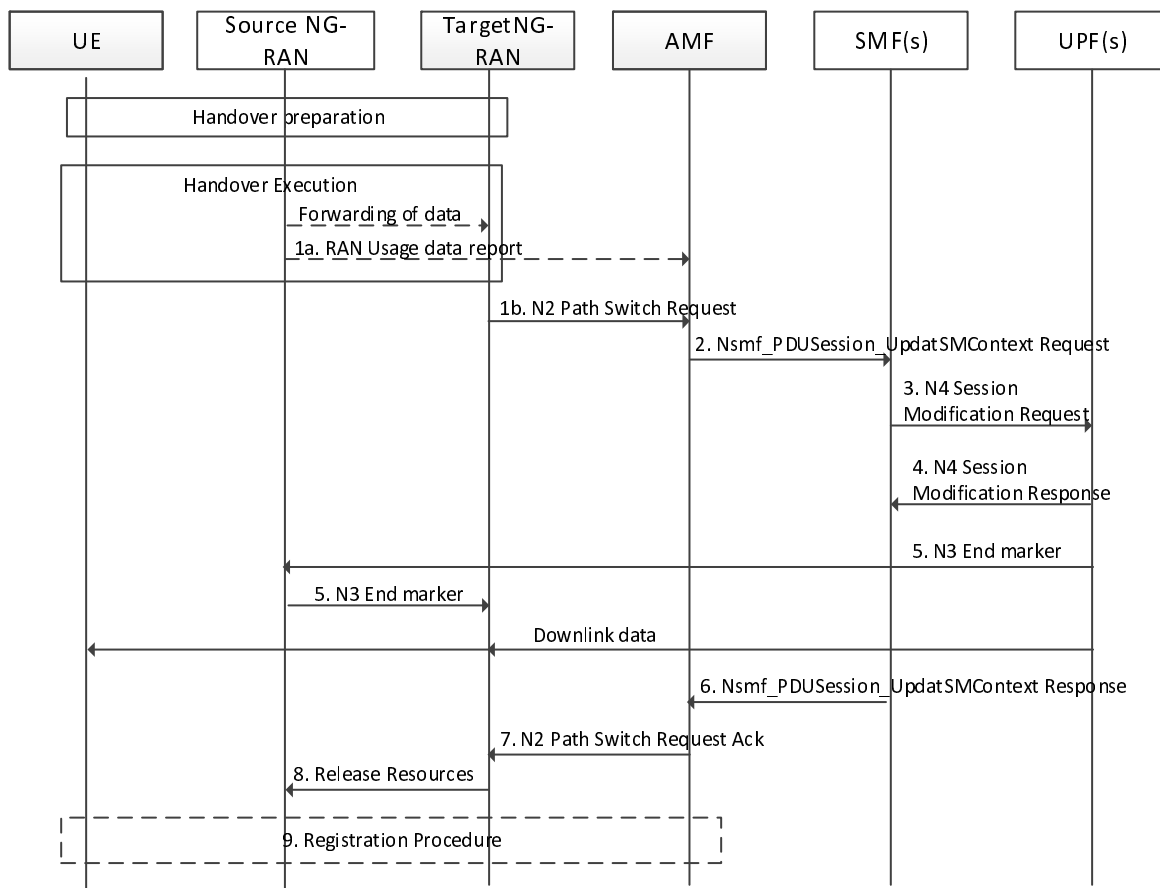 UE
Source NG-
RAN
TargetNG-
RAN
AMF
SMF(s)
UPF(s)
Handover preparation
Handover Execution
Forwarding of data
1a. RAN Usage data report
1b. N2 Path Switch Request
2. Nsmf_PDUSession_UpdatSMContext Request
3. N4 Session
Modification Request
4. N4 Session
Modification Response
5. N3 End marker
5. N3 End marker
Downlink data
6. Nsmf_PDUSession_UpdatSMContext Response
7. N2 Path Switch Request Ack
8. Release Resources
9. Registration Procedure